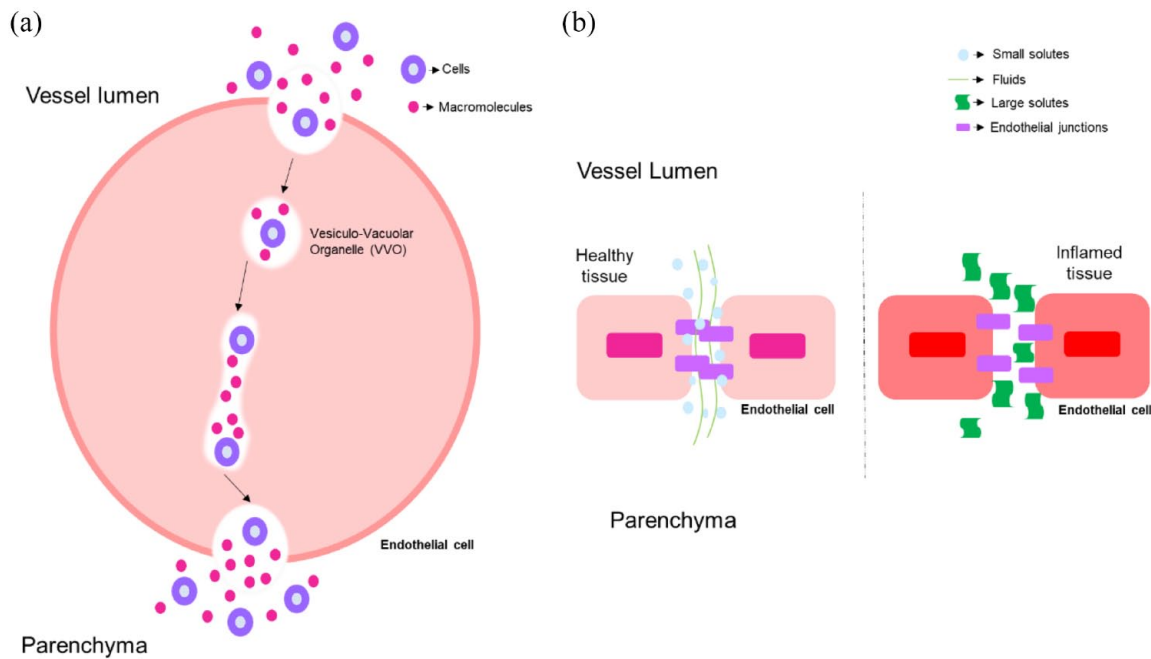 (a)
Cells
Macromolecules
Vessel lumen
Vesiculo-Vacuolar
Organelle (VVO)
Endothelial cell
Parenchyma
(b)
Small solutes
Fluids
Large solutes
Endothelial junctions
Vessel Lumen
Healthy
tissue
Inflamed
tissue
Endothelial cell
Endothelial cell
Parenchyma